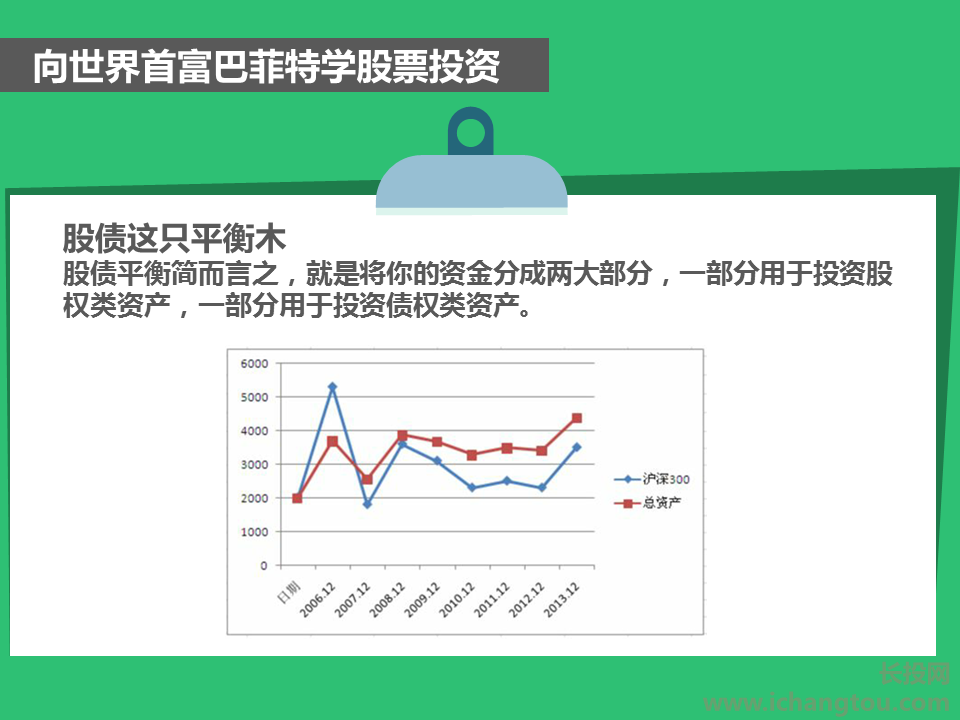 向世界首富巴菲特学股票投资
股债这只平衡木
股债平衡简而言之，就是将你的资金分成两大部分，一部分用于投资股
权类资产，一部分用于投资债权类资产。
6000
5000
4000
3000
2000
1000
0
日期
2006.12
2007.12
2008.12
2009.12
2010.12
2011.12
2012.12
2013.12
沪深300
总资产
长投网
www.ichangtou.com